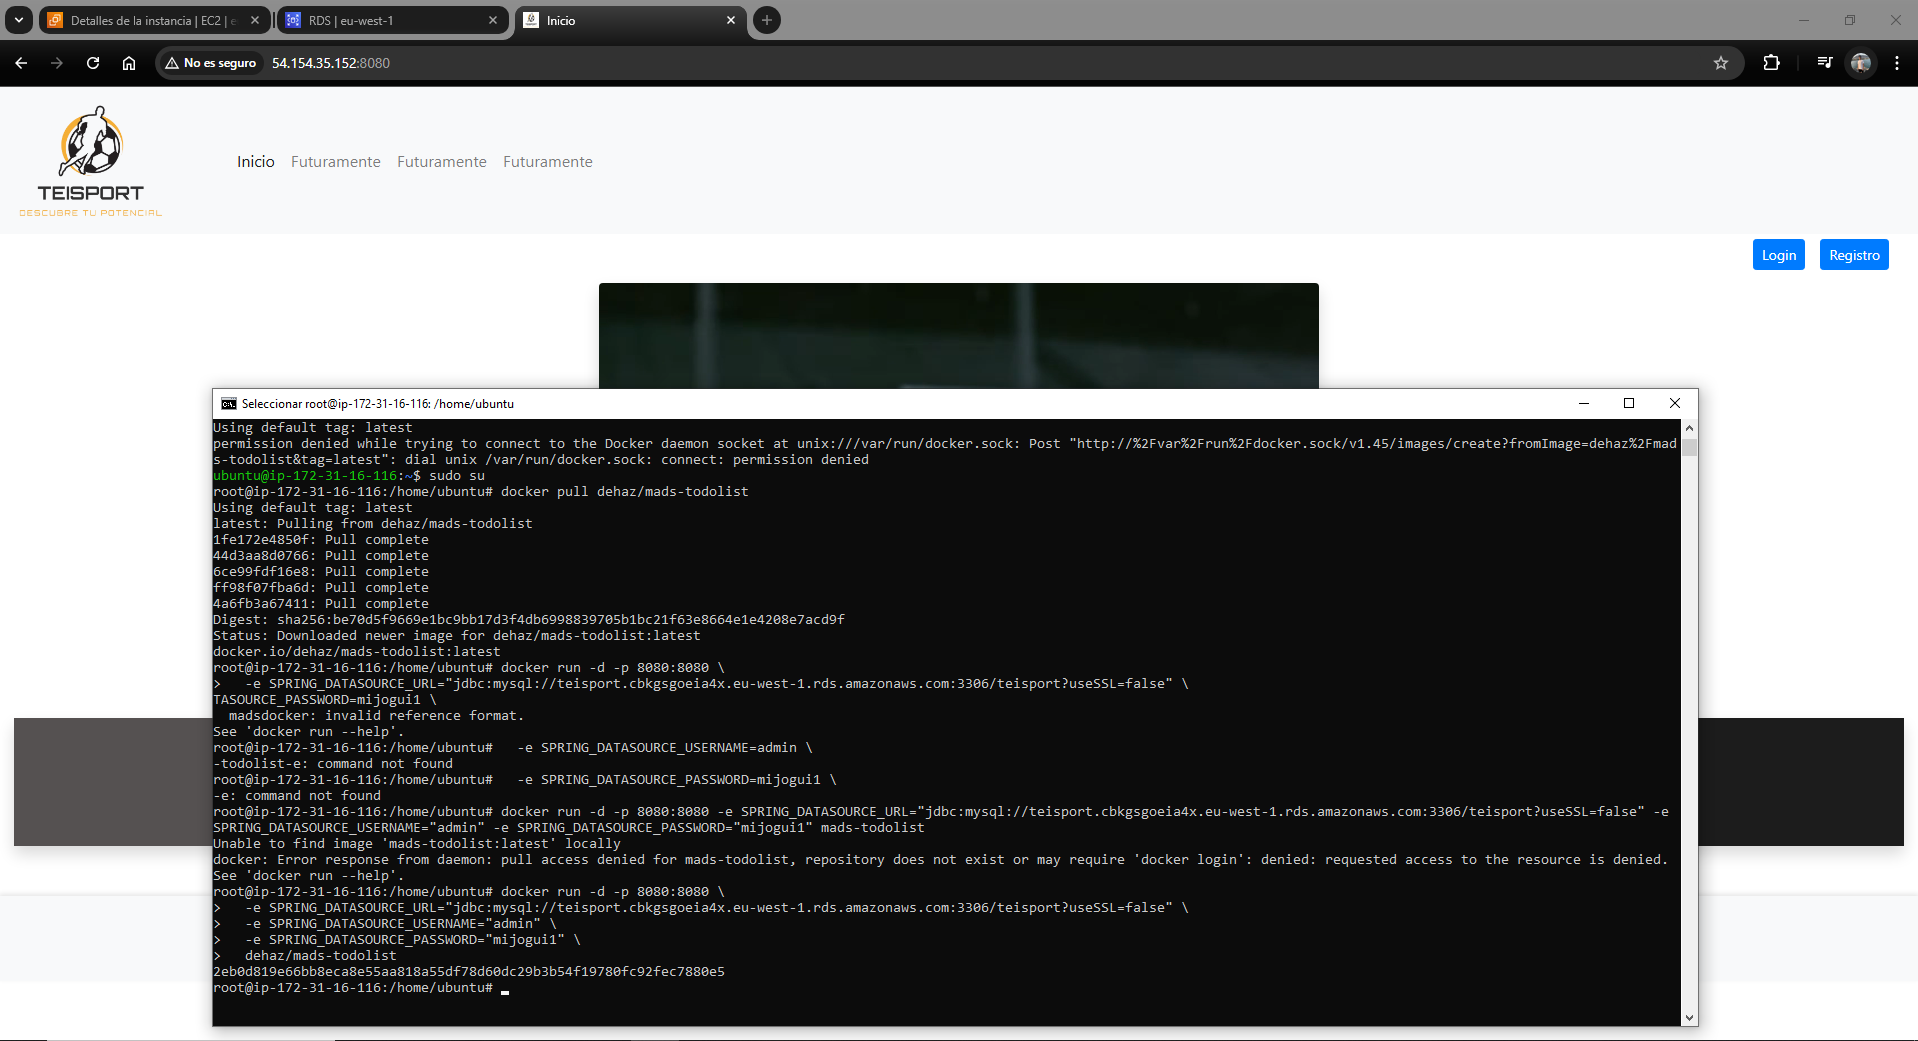 Detalles de la instancia | EC2 | e
RDS | eu-west-1
Inicio
No es seguro
54.154.35.152:8080
TEISPORT
DESCUBRE TU POTENCIAL
Inicio
Futuramente
Futuramente
Futuramente
Login
Registro
Seleccionar root@ip-172-31-16-116: /home/ubuntu
Using default tag: latest
permission denied while trying to connect to the Docker daemon socket at unix:///var/run/docker.sock: Post "http://%2Fvar%2Frun%2Fdocker.sock/v1.45/images/create?fromImage=dehaz%2Fmad
s-todolist&tag=latest": dial unix /var/run/docker.sock: connect: permission denied
ubuntu@ip-172-31-16-116:~$ sudo su
root@ip-172-31-16-116:/home/ubuntu# docker pull dehaz/mads-todolist
Using default tag: latest
latest: Pulling from dehaz/mads-todolist
1fe172e4850f: Pull complete
44d3aa8d0766: Pull complete
6ce99fdf16e8: Pull complete
ff98f07fba6d: Pull complete
4a6fb3a67411: Pull complete
Digest: sha256:be70d5f9669e1bc9bb17d3f4db6998839705b1bc21f63e8664e1e4208e7acd9f
Status: Downloaded newer image for dehaz/mads-todolist:latest
docker.io/dehaz/mads-todolist:latest
root@ip-172-31-16-116:/home/ubuntu# docker run -d -p 8080:8080 \
>   -e SPRING_DATASOURCE_URL="jdbc:mysql://teisport.cbkgsgoeia4x.eu-west-1.rds.amazonaws.com:3306/teisport?useSSL=false" \
TASOURCE_PASSWORD=mijogui1 \
  madsdocker: invalid reference format.
See 'docker run --help'.
root@ip-172-31-16-116:/home/ubuntu#   -e SPRING_DATASOURCE_USERNAME=admin \
-todolist-e: command not found
root@ip-172-31-16-116:/home/ubuntu#   -e SPRING_DATASOURCE_PASSWORD=mijogui1 \
-e: command not found
root@ip-172-31-16-116:/home/ubuntu# docker run -d -p 8080:8080 -e SPRING_DATASOURCE_URL="jdbc:mysql://teisport.cbkgsgoeia4x.eu-west-1.rds.amazonaws.com:3306/teisport?useSSL=false" -e
SPRING_DATASOURCE_USERNAME="admin" -e SPRING_DATASOURCE_PASSWORD="mijogui1" mads-todolist
Unable to find image 'mads-todolist:latest' locally
docker: Error response from daemon: pull access denied for mads-todolist, repository does not exist or may require 'docker login': denied: requested access to the resource is denied.
See 'docker run --help'.
root@ip-172-31-16-116:/home/ubuntu# docker run -d -p 8080:8080 \
>   -e SPRING_DATASOURCE_URL="jdbc:mysql://teisport.cbkgsgoeia4x.eu-west-1.rds.amazonaws.com:3306/teisport?useSSL=false" \
>   -e SPRING_DATASOURCE_USERNAME="admin" \
>   -e SPRING_DATASOURCE_PASSWORD="mijogui1" \
>   dehaz/mads-todolist
2eb0d819e66bb8eca8e55aa818a55df78d60dc29b3b54f19780fc92fec7880e5
root@ip-172-31-16-116:/home/ubuntu#